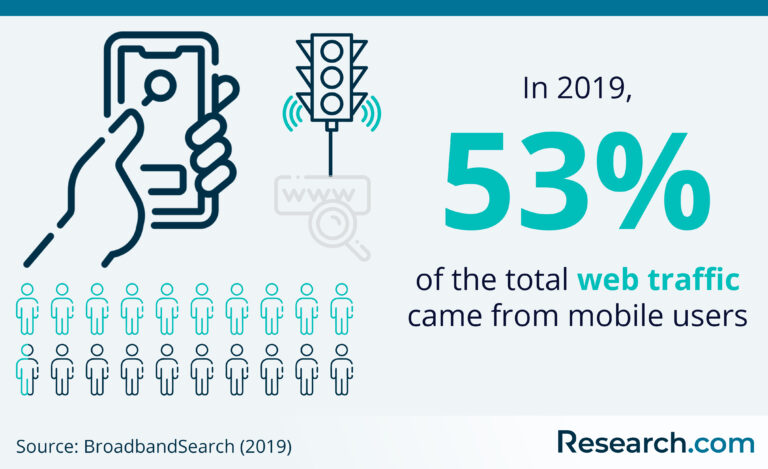 www
In 2019,
53%
of the total web traffic
came from mobile users
Source: BroadbandSearch (2019)
Research.com